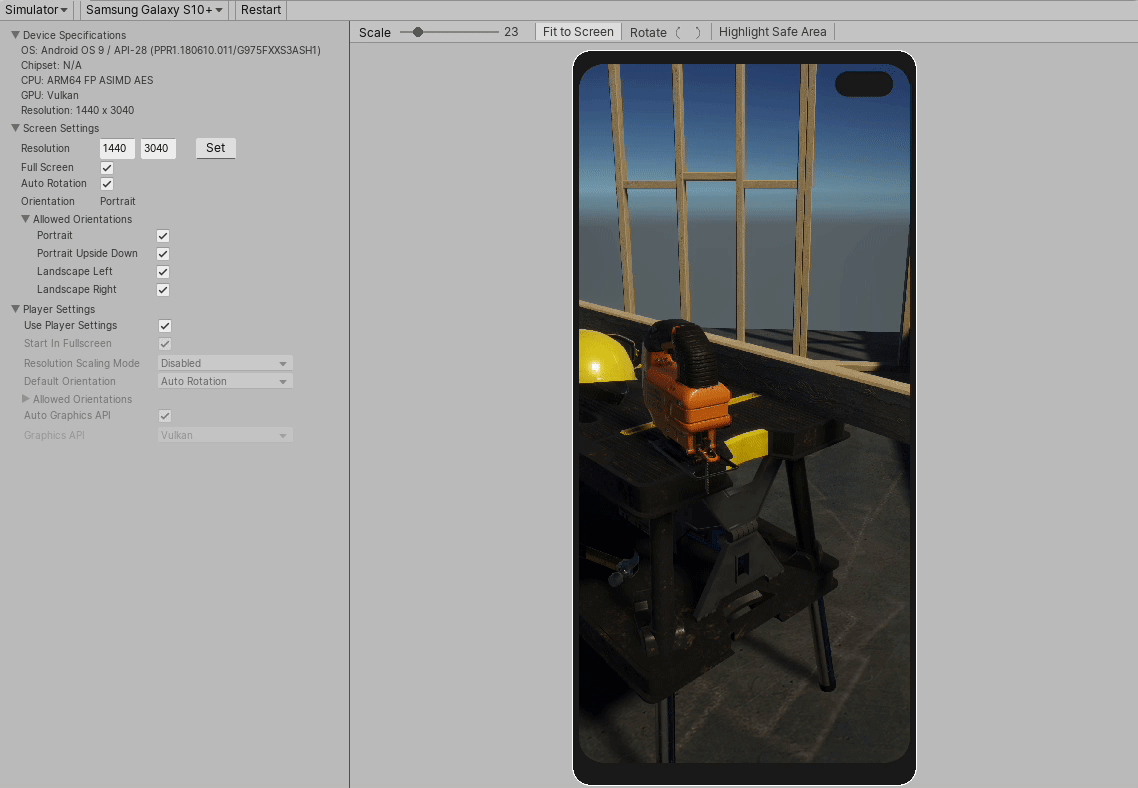 Simulator Samsung Galaxy S10+ Restart
Scale 23 Fit to Screen Rotate Highlight Safe Area
Device Specifications
OS: Android OS 9 / API-28 (PPR1.180610.011/G975FXXS3ASH1)
Chipset: N/A
CPU: ARM64 FP ASIMD AES
GPU: Vulkan
Resolution: 1440 x 3040
Screen Settings
Resolution 1440 3040 Set
Full Screen
Auto Rotation
Orientation Portrait
Allowed Orientations
Portrait
Portrait Upside Down
Landscape Left
Landscape Right
Player Settings
Use Player Settings
Start In Fullscreen
Resolution Scaling Mode Disabled
Default Orientation Auto Rotation
Allowed Orientations
Auto Graphics API
Graphics API Vulkan